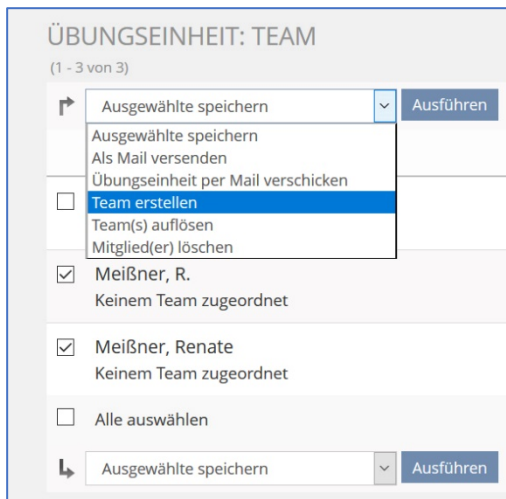 ÜBUNGSEINHEIT: TEAM
(1 - 3 von 3)
Ausgewählte speichern
Ausführen
Ausgewählte speichern
Als Mail versenden
Übungseinheit per Mail verschicken
Team erstellen
Team(s) auflösen
Mitglied(er) löschen
Meißner, R.
Keinem Team zugeordnet
Meißner, Renate
Keinem Team zugeordnet
Alle auswählen
Ausgewählte speichern
Ausführen